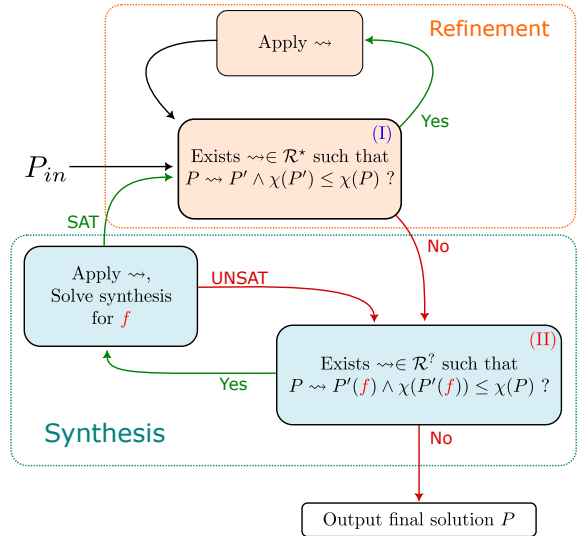 Refinement
Apply ⇝
Yes
(I)
Exists ⇝∈ R⋆ such that
P ⇝ P′ ∧ χ(P′) ≤ χ(P) ?
P_in
SAT
No
Apply ⇝,
Solve synthesis
for f
UNSAT
(II)
Exists ⇝∈ R? such that
P ⇝ P′(f) ∧ χ(P′(f)) ≤ χ(P) ?
Yes
Synthesis
No
Output final solution P